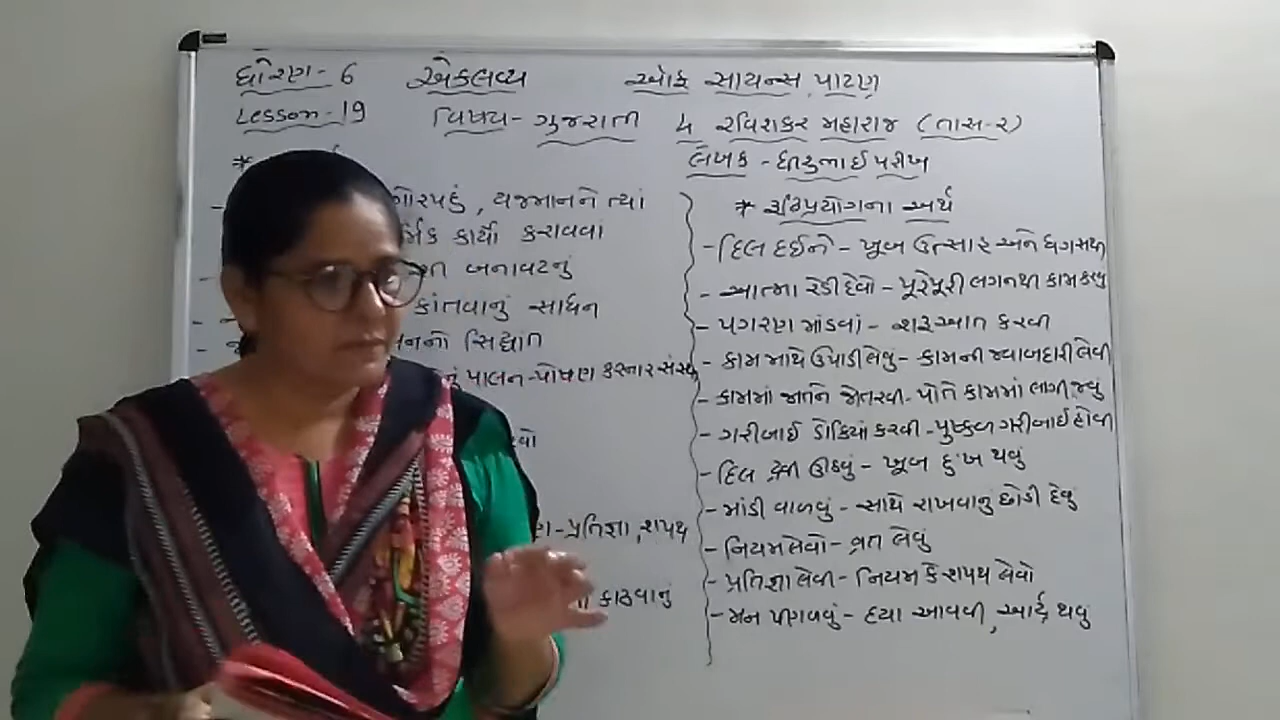 ધોરણ- 6 એકલવ્ય ઓફ સાયન્સ પાટણ
Lesson-19 વિષય- ગુજરાતી 4 રવિશંકર મહારાજ (તાસ-2)
લેખક - ધીરુભાઈ પરીખ
ગોરપદું, યજમાનને ત્યાં
કાર્યો કરાવવાં
બનાવટનું
કાંતવાનું સાધન
સિદ્ધાંત
નું પાલન-પોષણ કરનાર સંસ્થા
પ્રતિજ્ઞા, શપથ
કાઢવાનું
* રૂઢિપ્રયોગના અર્થ
- દિલ દઈને - ખૂબ ઉત્સાહ અને ધગશથી
- આત્મા રેડી દેવો - પૂરેપૂરી લગનથી કામ કરવુ
- પગરણ માંડવાં - શરૂઆત કરવી
- કામ માથે ઉપાડી લેવું - કામની જવાબદારી લેવી
- કામમાં જાતને જોતરવી - પોતે કામમાં લાગી જવુ
- ગરીબાઈ ડોકિયાં કરવી - પુષ્કળ ગરીબાઈ હોવી
- દિલ દ્રવી ઊઠવું - ખૂબ દુઃખ થવું
- માંડી વાળવું - સાથે રાખવાનું છોડી દેવું
- નિયમ લેવો - વ્રત લેવું
- પ્રતિજ્ઞા લેવી - નિયમ કે શપથ લેવો
- મન પીગળવું - દયા આવવી, આર્દ્ર થવુ